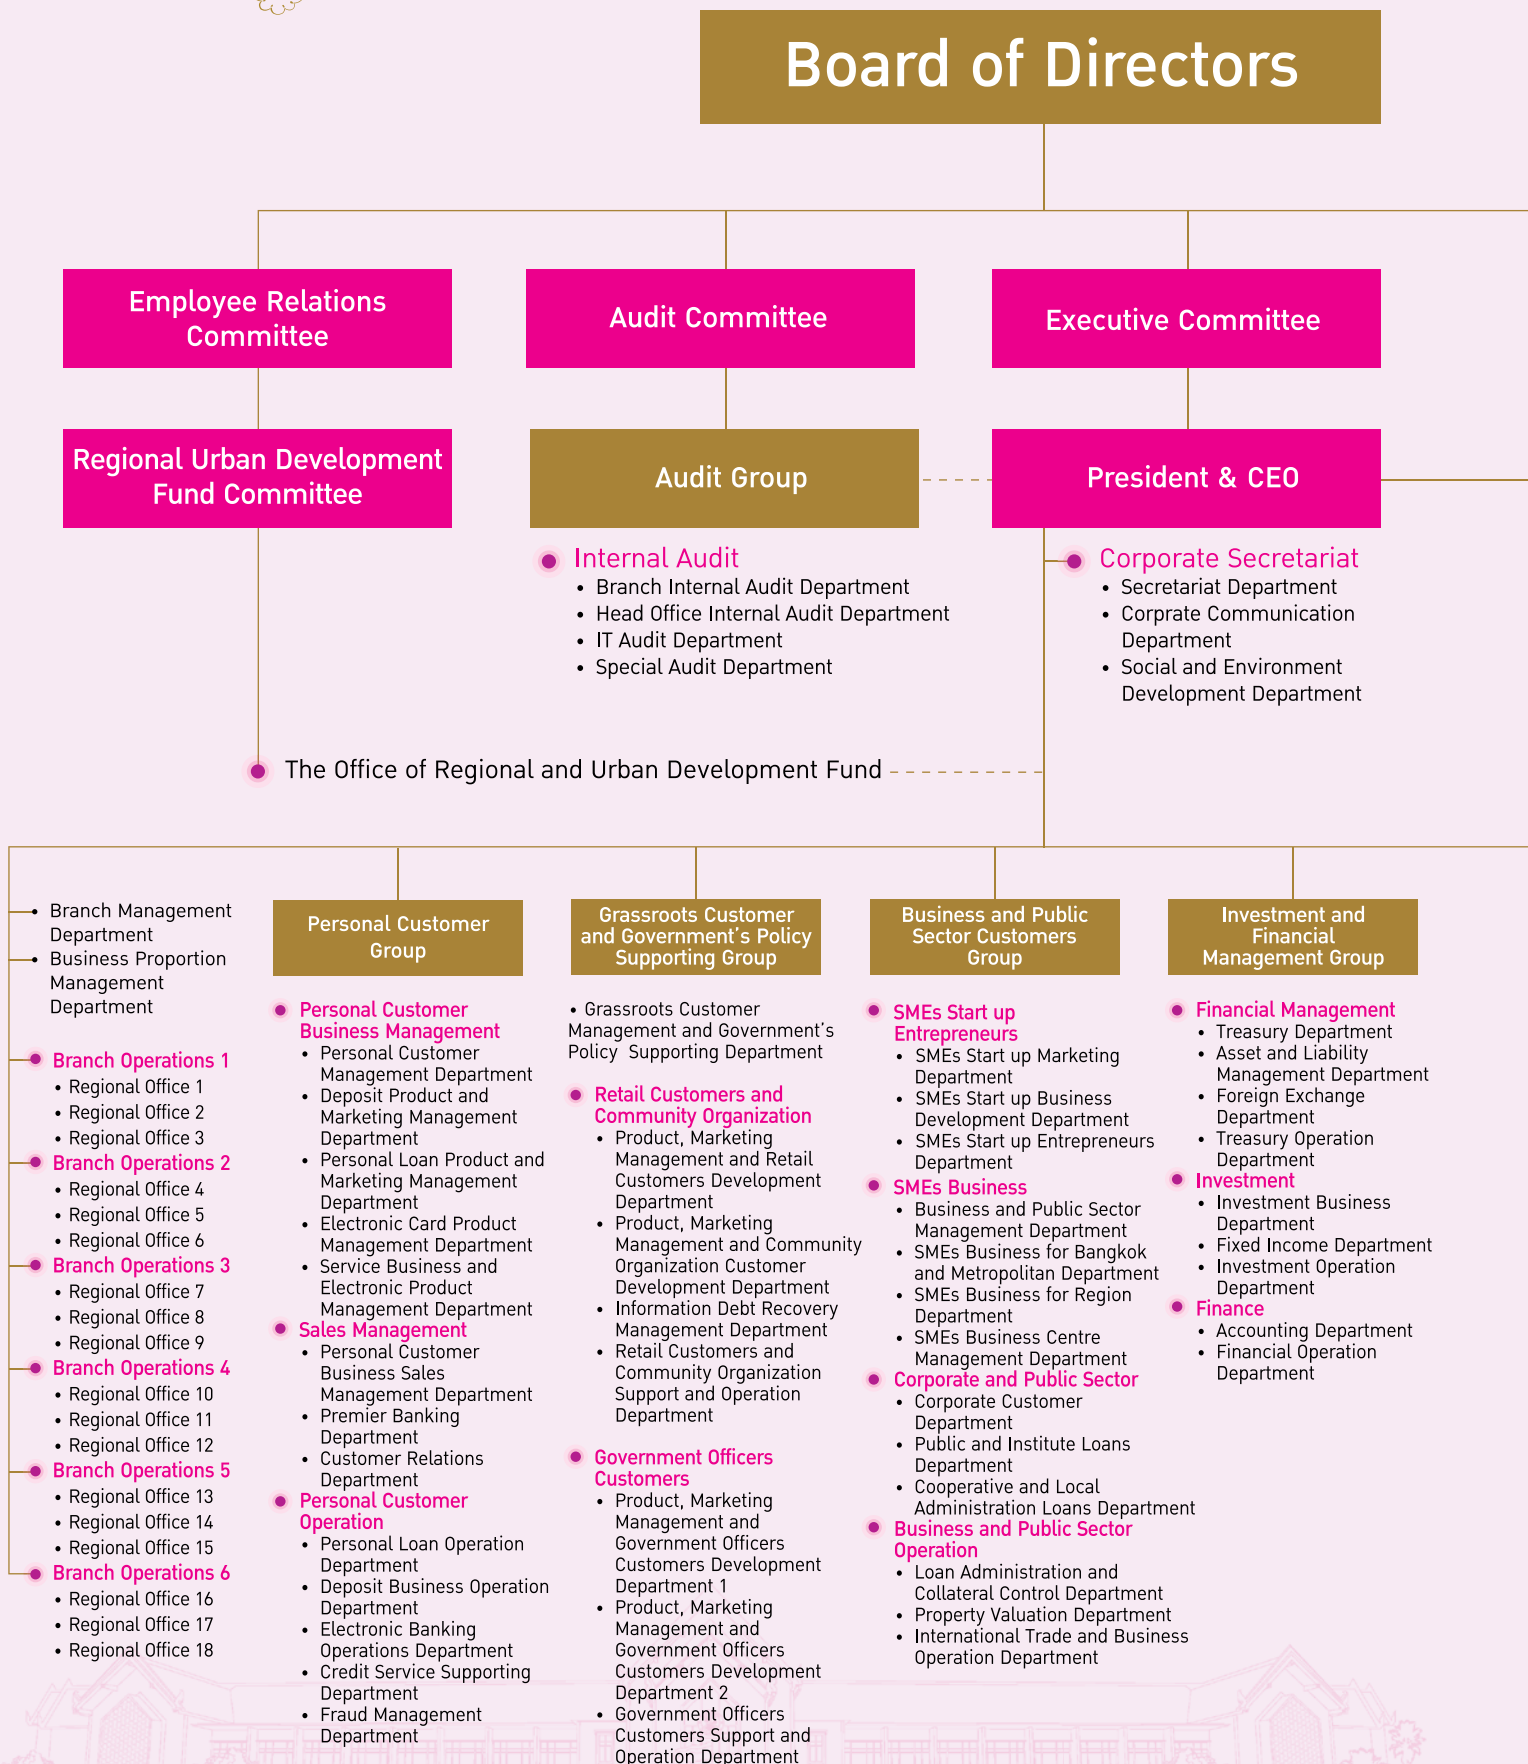 Board of Directors
Employee Relations
Committee
Audit Committee
Executive Committee
Regional Urban Development
Fund Committee
Audit Group
President & CEO
Internal Audit
• Branch Internal Audit Department
• Head Office Internal Audit Department
• IT Audit Department
• Special Audit Department
Corporate Secretariat
• Secretariat Department
• Corprate Communication
Department
• Social and Environment
Development Department
The Office of Regional and Urban Development Fund
• Branch Management
Department
• Business Proportion
Management
Department
Branch Operations 1
• Regional Office 1
• Regional Office 2
• Regional Office 3
Branch Operations 2
• Regional Office 4
• Regional Office 5
• Regional Office 6
Branch Operations 3
• Regional Office 7
• Regional Office 8
• Regional Office 9
Branch Operations 4
• Regional Office 10
• Regional Office 11
• Regional Office 12
Branch Operations 5
• Regional Office 13
• Regional Office 14
• Regional Office 15
Branch Operations 6
• Regional Office 16
• Regional Office 17
• Regional Office 18
Personal Customer
Group
Personal Customer
Business Management
• Personal Customer
Management Department
• Deposit Product and
Marketing Management
Department
• Personal Loan Product and
Marketing Management
Department
• Electronic Card Product
Management Department
• Service Business and
Electronic Product
Management Department
Sales Management
• Personal Customer
Business Sales
Management Department
• Premier Banking
Department
• Customer Relations
Department
Personal Customer
Operation
• Personal Loan Operation
Department
• Deposit Business Operation
Department
• Electronic Banking
Operations Department
• Credit Service Supporting
Department
• Fraud Management
Department
Grassroots Customer
and Government's Policy
Supporting Group
• Grassroots Customer
Management and Government's
Policy Supporting Department
Retail Customers and
Community Organization
• Product, Marketing
Management and Retail
Customers Development
Department
• Product, Marketing
Management and Community
Organization Customer
Development Department
• Information Debt Recovery
Management Department
• Retail Customers and
Community Organization
Support and Operation
Department
Government Officers
Customers
• Product, Marketing
Management and
Government Officers
Customers Development
Department 1
• Product, Marketing
Management and
Government Officers
Customers Development
Department 2
• Government Officers
Customers Support and
Operation Department
Business and Public
Sector Customers
Group
SMEs Start up
Entrepreneurs
• SMEs Start up Marketing
Department
• SMEs Start up Business
Development Department
• SMEs Start up Entrepreneurs
Department
SMEs Business
• Business and Public Sector
Management Department
• SMEs Business for Bangkok
and Metropolitan Department
• SMEs Business for Region
Department
• SMEs Business Centre
Management Department
Corporate and Public Sector
• Corporate Customer
Department
• Public and Institute Loans
Department
• Cooperative and Local
Administration Loans Department
Business and Public Sector
Operation
• Loan Administration and
Collateral Control Department
• Property Valuation Department
• International Trade and Business
Operation Department
Investment and
Financial
Management Group
Financial Management
• Treasury Department
• Asset and Liability
Management Department
• Foreign Exchange
Department
• Treasury Operation
Department
Investment
• Investment Business
Department
• Fixed Income Department
• Investment Operation
Department
Finance
• Accounting Department
• Financial Operation
Department